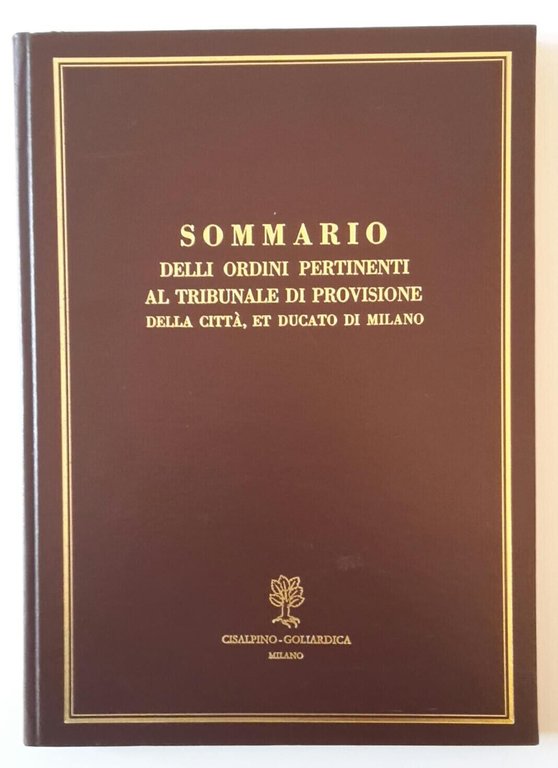 SOMMARIO
DELLI ORDINI PERTINENTI
AL TRIBUNALE DI PROVISIONE
DELLA CITTÀ, ET DUCATO DI MILANO
CISALPINO-GOLIARDICA
MILANO